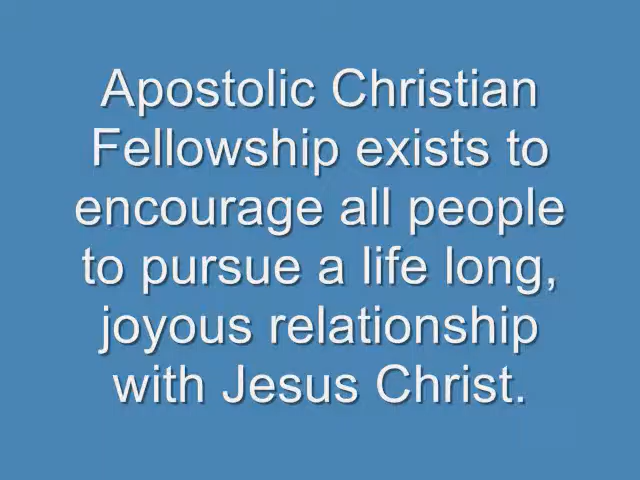 Apostolic Christian
Fellowship exists to
encourage all people
to pursue a life long,
joyous relationship
with Jesus Christ.